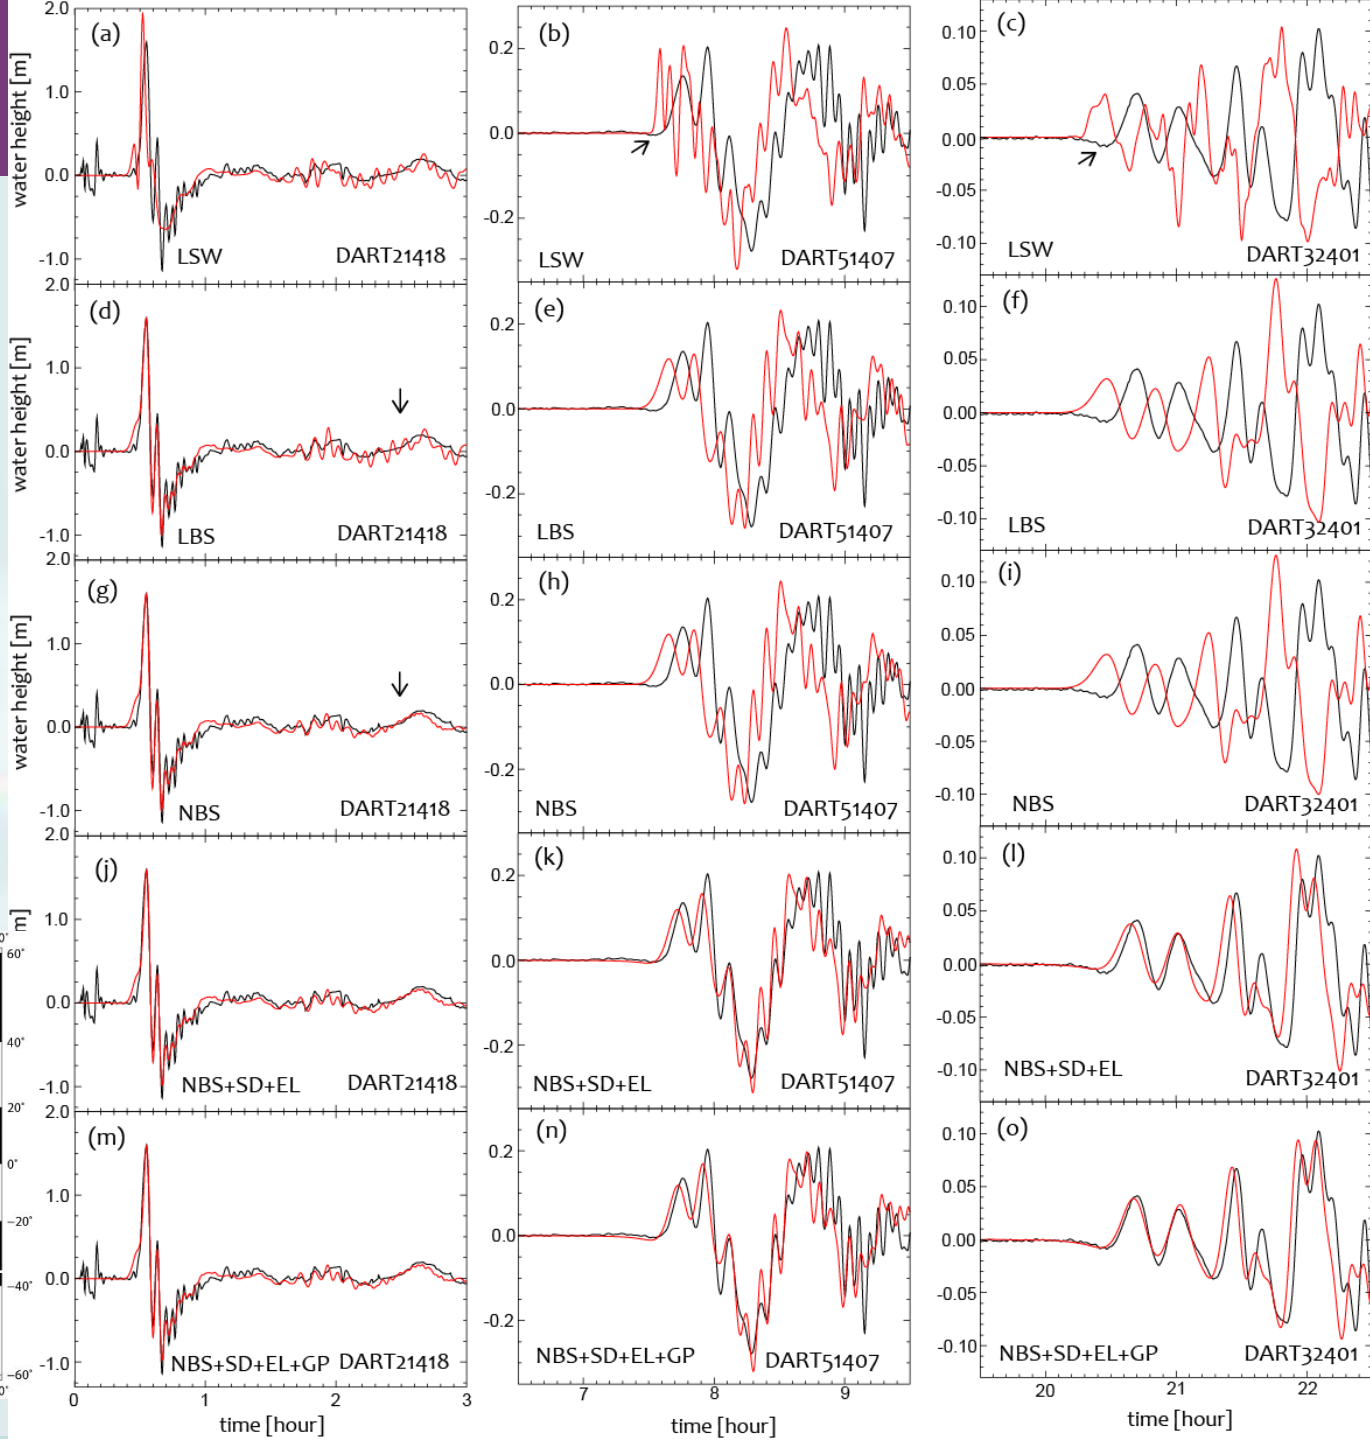 2.0
(a)
water height [m]
1.0
0.0
-1.0
LSW
DART21418
(b)
0.2
0.0
-0.2
LSW
DART51407
(c)
0.10
0.05
0.00
-0.05
-0.10
LSW
DART32401
2.0
(d)
water height [m]
1.0
0.0
-1.0
LBS
DART21418
(e)
0.2
0.0
-0.2
LBS
DART51407
(f)
0.10
0.05
0.00
-0.05
-0.10
LBS
DART32401
2.0
(g)
water height [m]
1.0
0.0
-1.0
NBS
DART21418
(h)
0.2
0.0
-0.2
NBS
DART51407
(i)
0.10
0.05
0.00
-0.05
-0.10
NBS
DART32401
2.0
(j)
m]
1.0
0.0
-1.0
NBS+SD+EL
DART21418
(k)
0.2
0.0
-0.2
NBS+SD+EL
DART51407
(l)
0.10
0.05
0.00
-0.05
-0.10
NBS+SD+EL
DART32401
2.0
(m)
1.0
0.0
-1.0
NBS+SD+EL+GP
DART21418
(n)
0.2
0.0
-0.2
NBS+SD+EL+GP
DART51407
(o)
0.10
0.05
0.00
-0.05
-0.10
NBS+SD+EL+GP
DART32401
0°
60°
40°
20°
0°
-20°
-40°
-60°
0°
0
1
2
3
time [hour]
7
8
9
time [hour]
20
21
22
time [hour]